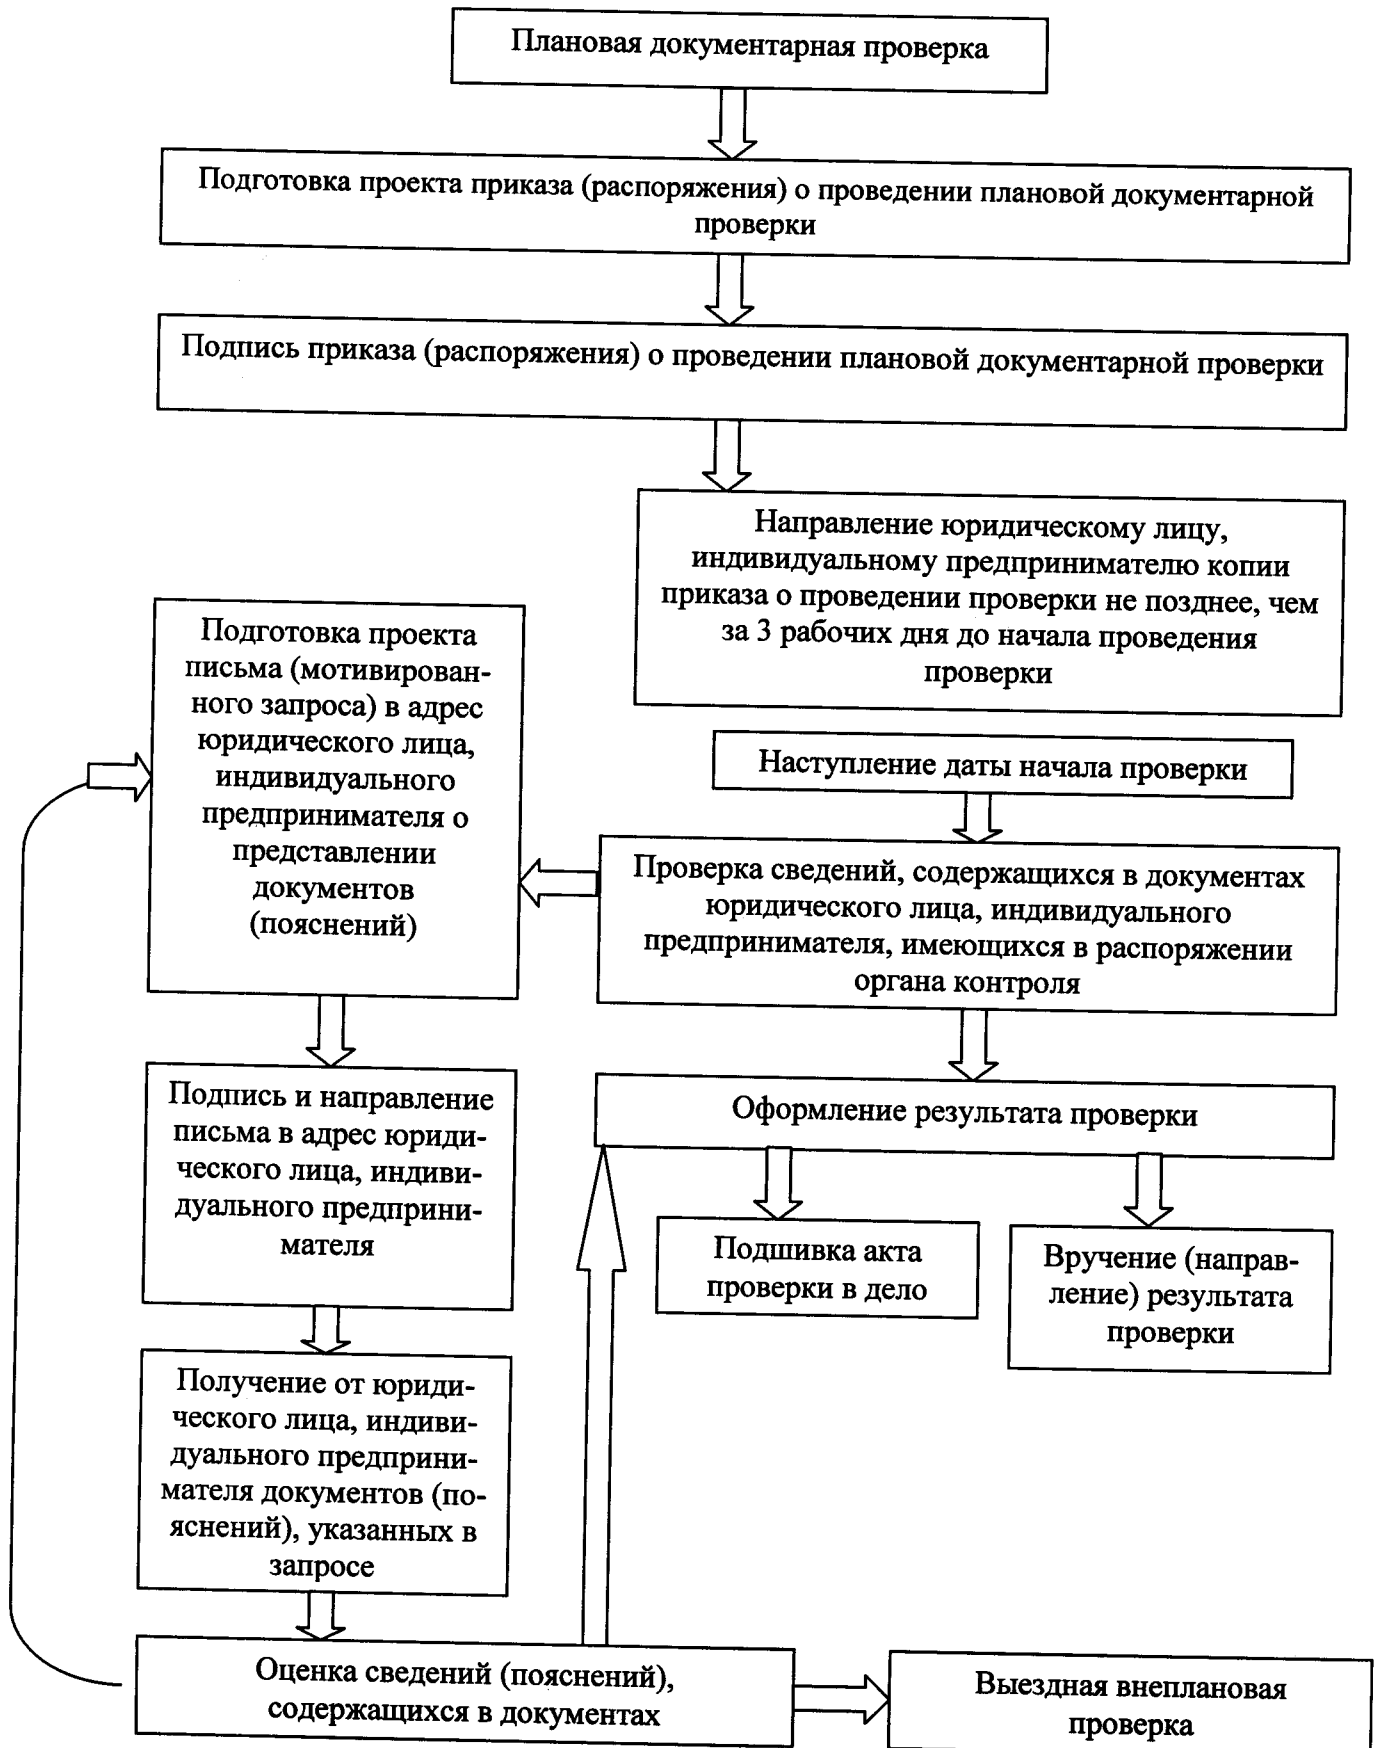 Плановая документарная проверка
Подготовка проекта приказа (распоряжения) о проведении плановой документарной
проверки
Подпись приказа (распоряжения) о проведении плановой документарной проверки
Направление юридическому лицу,
индивидуальному предпринимателю копии
приказа о проведении проверки не позднее, чем
за 3 рабочих дня до начала проведения
проверки
Наступление даты начала проверки
Проверка сведений, содержащихся в документах
юридического лица, индивидуального
предпринимателя, имеющихся в распоряжении
органа контроля
Подготовка проекта
письма (мотивирован-
ного запроса) в адрес
юридического лица,
индивидуального
предпринимателя о
представлении
документов
(пояснений)
Подпись и направление
письма в адрес юриди-
ческого лица, индиви-
дуального предприни-
мателя
Получение от юриди-
ческого лица, индиви-
дуального предприни-
мателя документов (по-
яснений), указанных в
запросе
Оценка сведений (пояснений),
содержащихся в документах
Оформление результата проверки
Подшивка акта
проверки в дело
Вручение (направ-
ление) результата
проверки
Выездная внеплановая
проверка